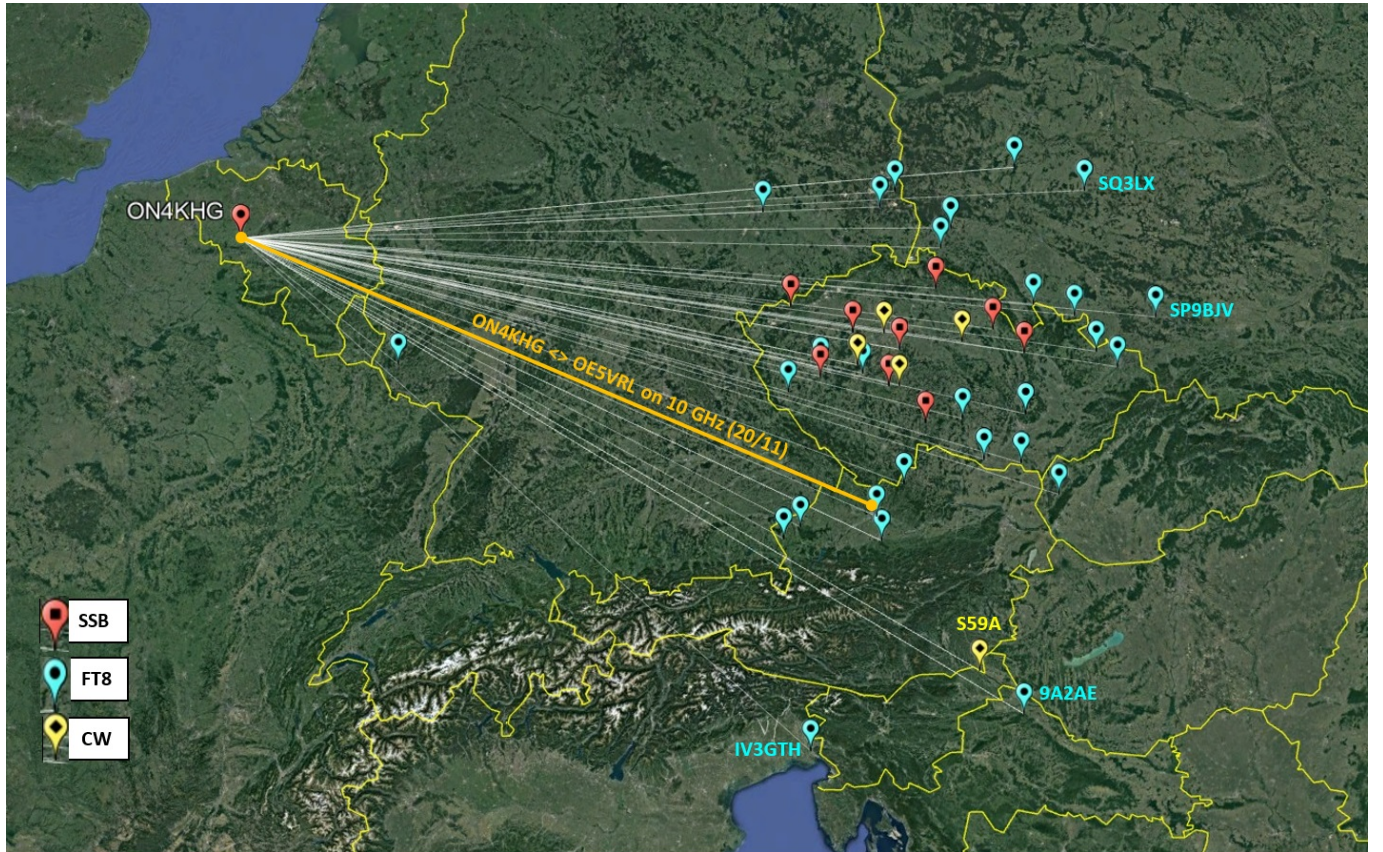 SQ3LX
ON4KHG
SP9BJV
ON4KHG <> OE5VRL on 10 GHz (20/11)
SSB
S59A
FT8
9A2AE
CW
IV3GTH